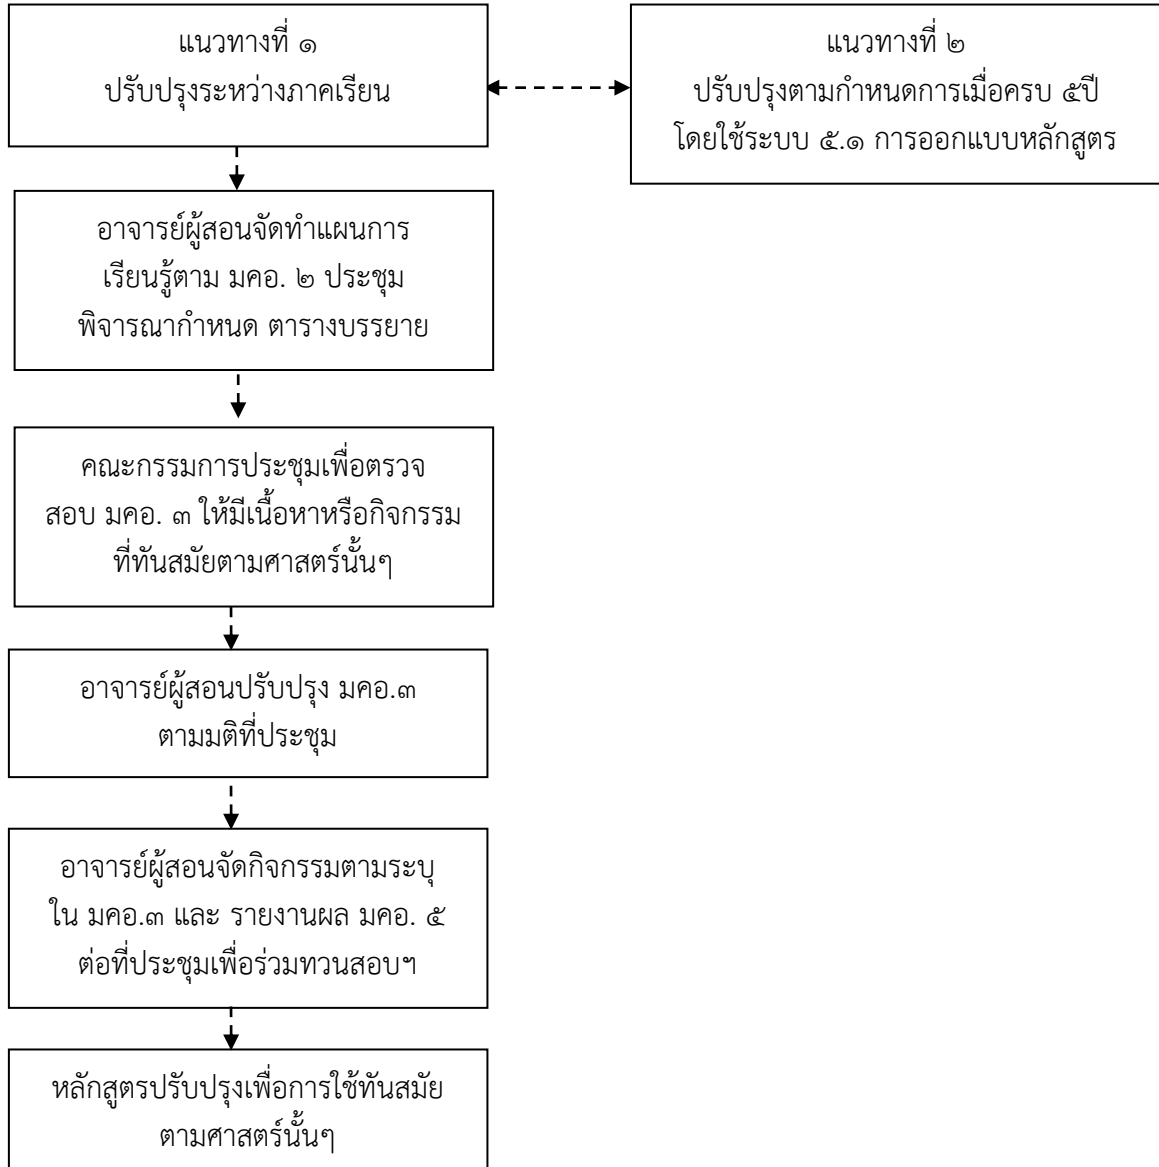 แนวทางที่ ๑
ปรับปรุงระหว่างภาคเรียน
แนวทางที่ ๒
ปรับปรุงตามกำหนดการเมื่อครบ ๕ปี
โดยใช้ระบบ ๕.๑ การออกแบบหลักสูตร
อาจารย์ผู้สอนจัดทำแผนการ
เรียนรู้ตาม มคอ. ๒ ประชุม
พิจารณากำหนด ตารางบรรยาย
คณะกรรมการประชุมเพื่อตรวจ
สอบ มคอ. ๓ ให้มีเนื้อหาหรือกิจกรรม
ที่ทันสมัยตามศาสตร์นั้นๆ
อาจารย์ผู้สอนปรับปรุง มคอ.๓
ตามมติที่ประชุม
อาจารย์ผู้สอนจัดกิจกรรมตามระบุ
ใน มคอ.๓ และ รายงานผล มคอ. ๕
ต่อที่ประชุมเพื่อร่วมทวนสอบฯ
หลักสูตรปรับปรุงเพื่อการใช้ทันสมัย
ตามศาสตร์นั้นๆ